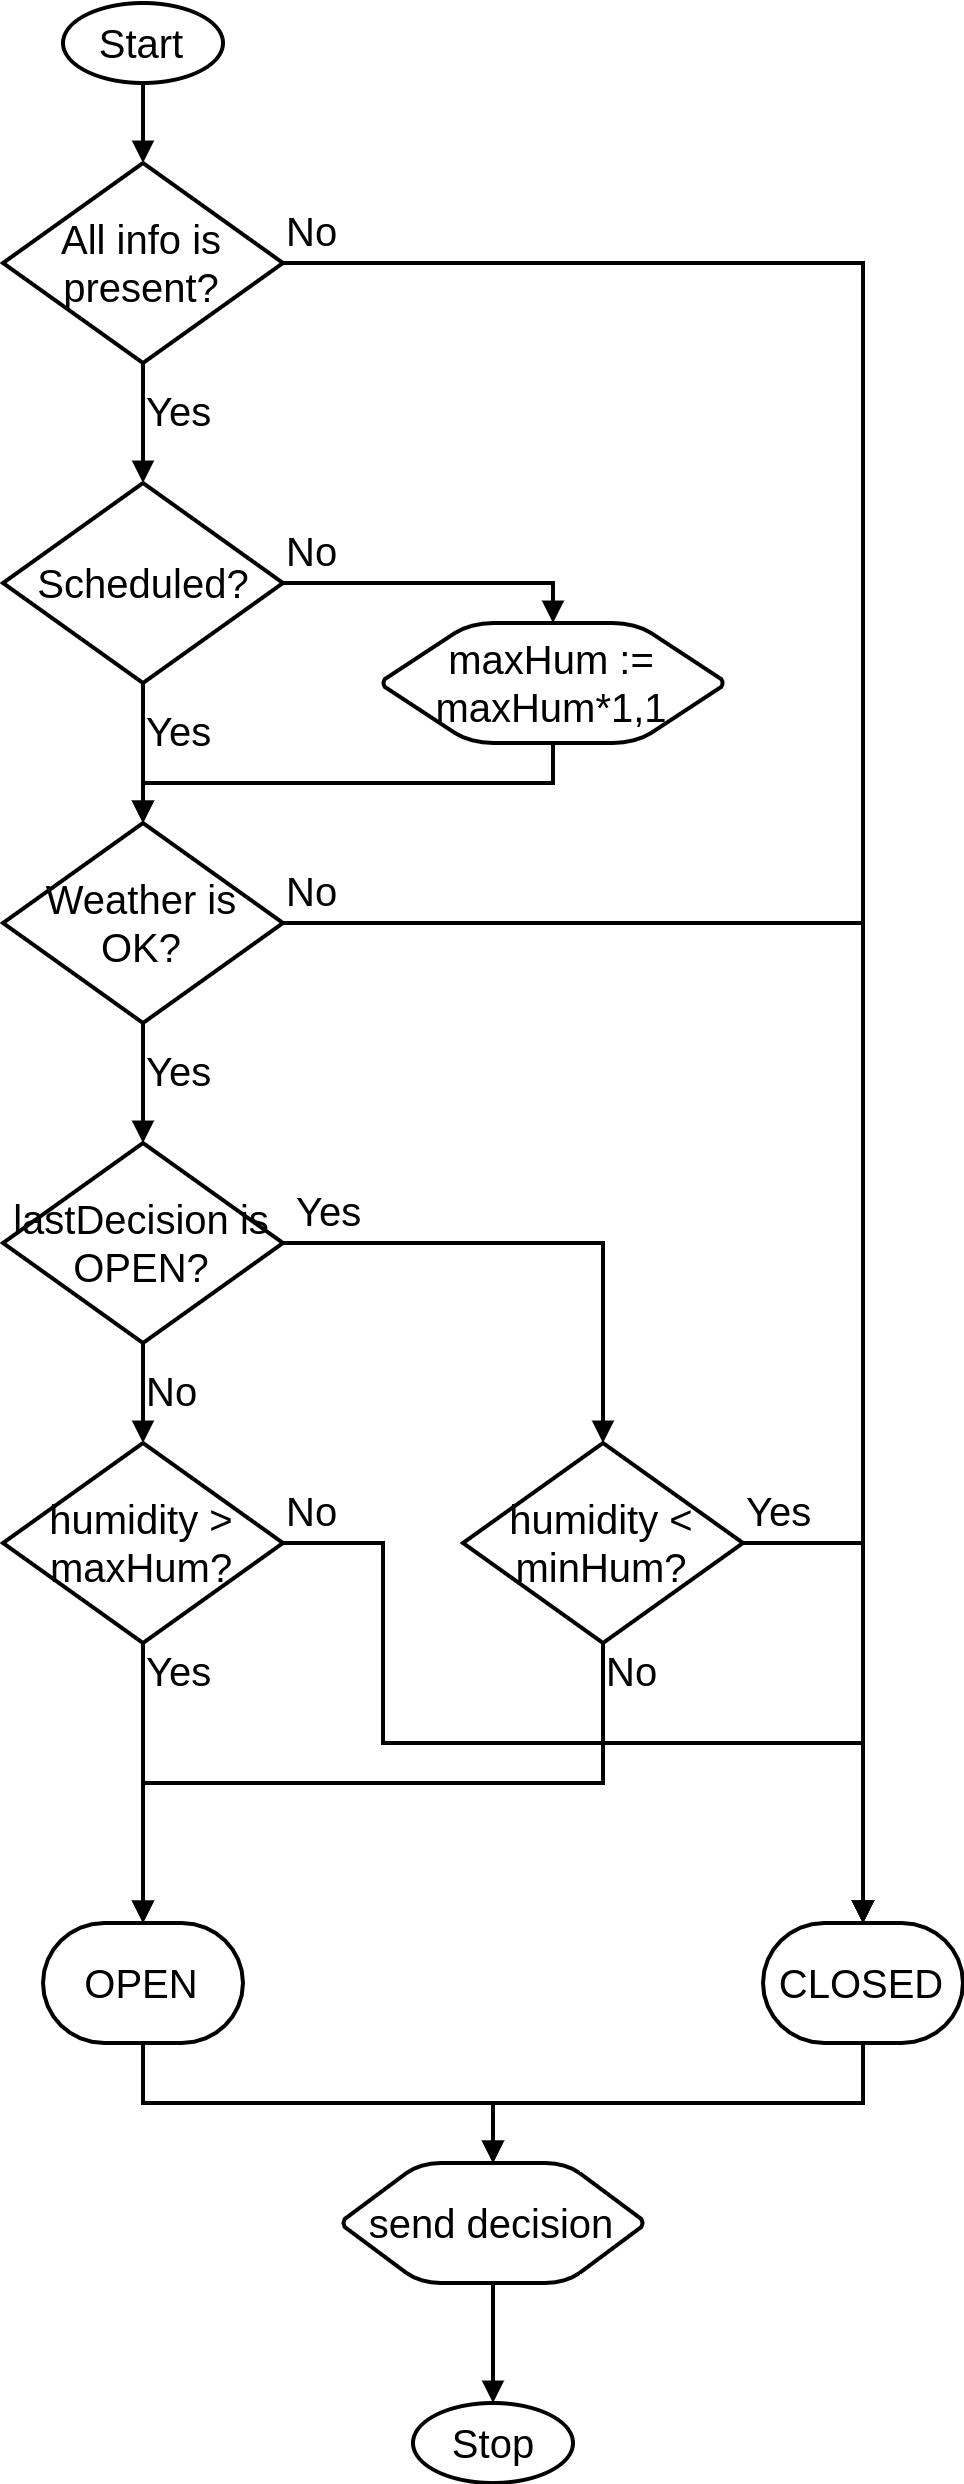 Start
All info is
present?
No
Yes
Scheduled?
No
maxHum :=
maxHum*1,1
Yes
Weather is
OK?
No
Yes
lastDecision is
OPEN?
Yes
No
humidity >
maxHum?
No
humidity <
minHum?
Yes
Yes
No
OPEN
CLOSED
send decision
Stop